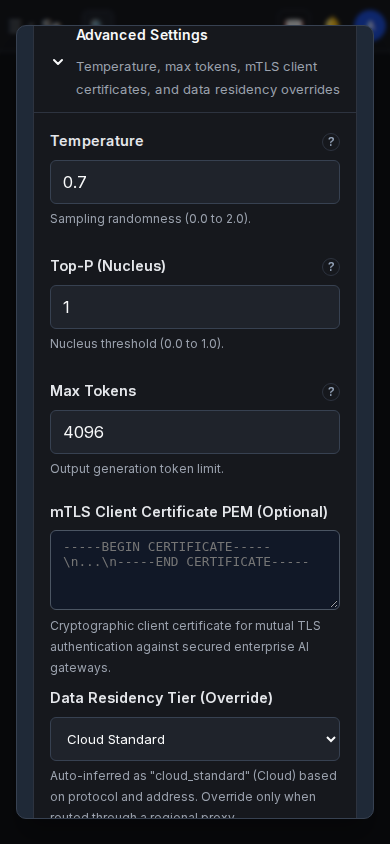 Advanced Settings
Temperature, max tokens, mTLS client
certificates, and data residency overrides
Temperature
?
0.7
Sampling randomness (0.0 to 2.0).
Top-P (Nucleus)
?
1
Nucleus threshold (0.0 to 1.0).
Max Tokens
?
4096
Output generation token limit.
mTLS Client Certificate PEM (Optional)
-----BEGIN CERTIFICATE-----
\n...\n-----END CERTIFICATE-----
Cryptographic client certificate for mutual TLS
authentication against secured enterprise AI
gateways.
Data Residency Tier (Override)
Cloud Standard
Auto-inferred as "cloud_standard" (Cloud) based
on protocol and address. Override only when
routed through a regional proxy.